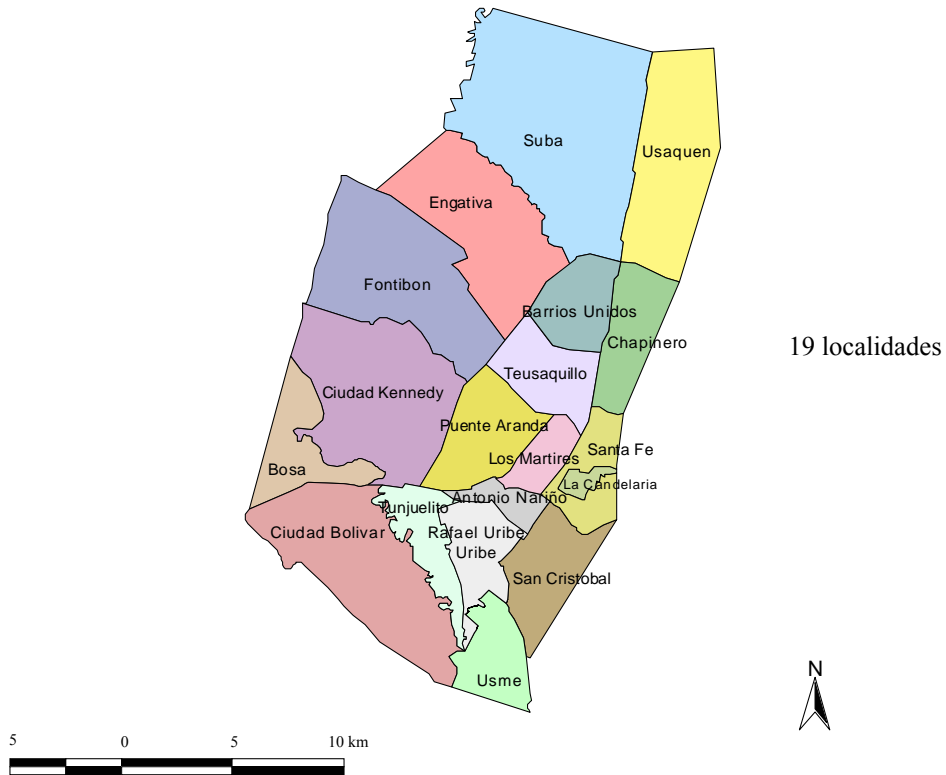 Suba
Usaquen
Engativa
Fontibon
Barrios Unidos
Chapinero
19 localidades
Teusaquillo
Ciudad Kennedy
Puente Aranda
Santa Fe
Los Martires
Bosa
La Candelaria
Antonio Nariño
Tunjuelito
Ciudad Bolivar
Rafael Uribe
Uribe
San Cristobal
Usme
N
5 0 5 10 km